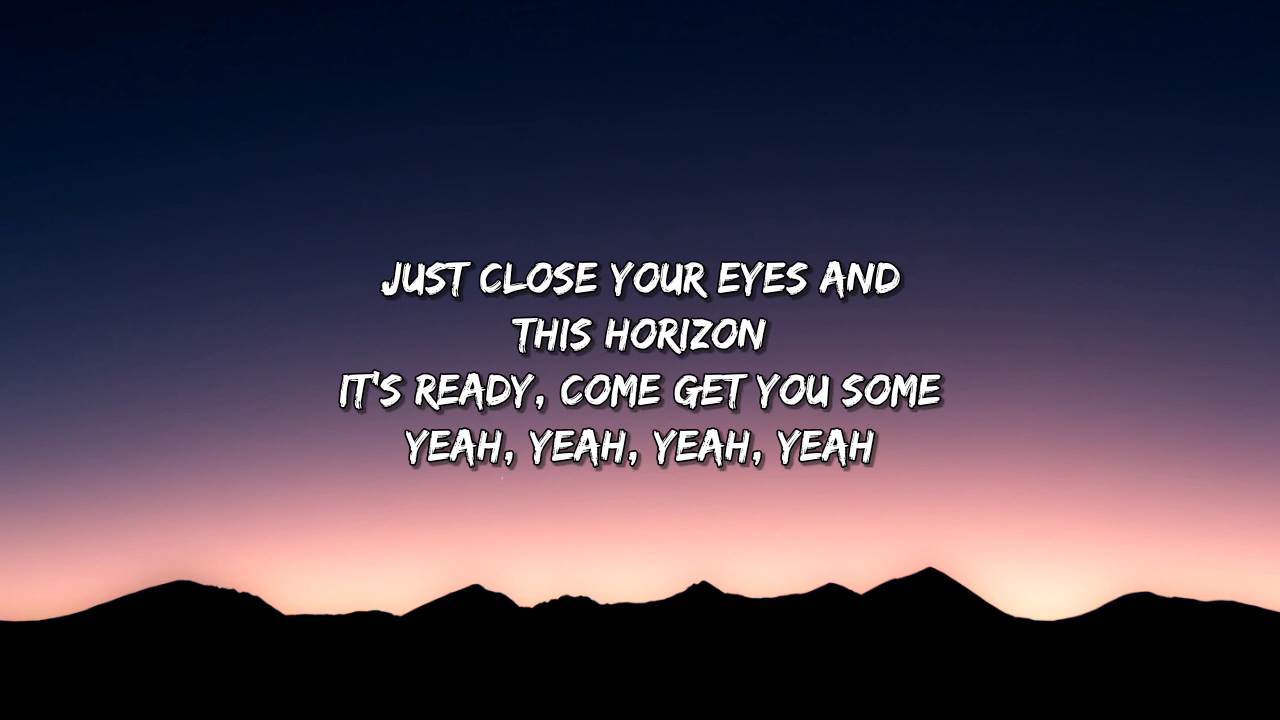 JUST CLOSE YOUR EYES AND
THIS HORIZON
IT'S READY, COME GET YOU SOME
YEAH, YEAH, YEAH, YEAH